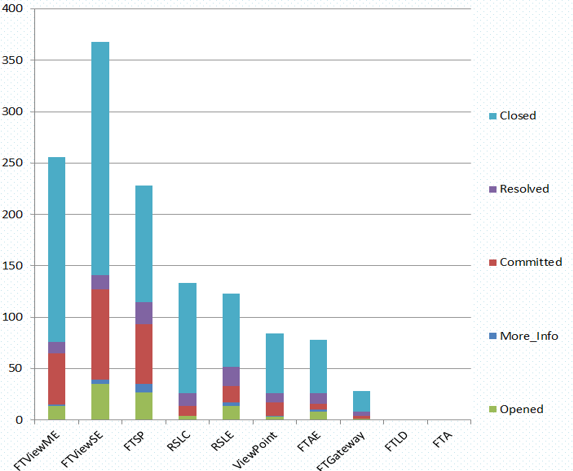 400
350
300
250
200
150
100
50
0
FTViewME
FTViewSE
FTSP
RSLC
RSLE
ViewPoint
FTAE
FTGateway
FTLD
FTA
Closed
Resolved
Committed
More_Info
Opened